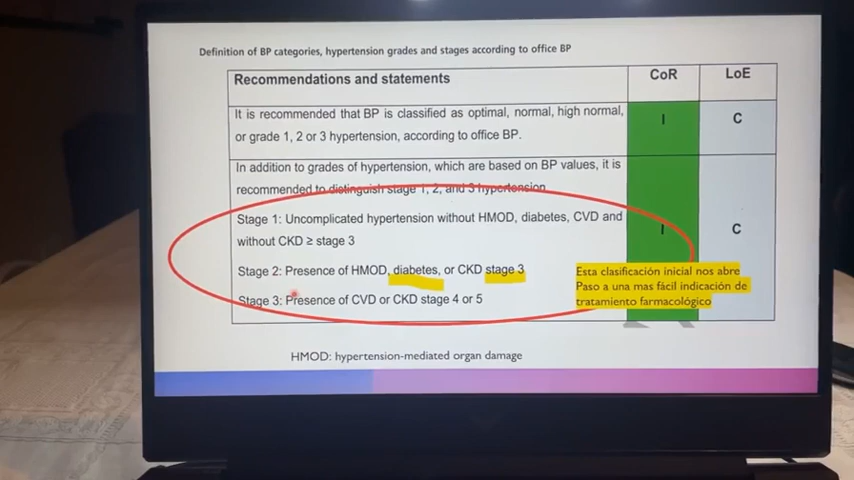 Definition of BP categories, hypertension grades and stages according to office BP
Recommendations and statements
CoR
LoE
It is recommended that BP is classified as optimal, normal, high normal,
or grade 1, 2 or 3 hypertension, according to office BP.
I
C
In addition to grades of hypertension, which are based on BP values, it is
recommended to distinguish stage 1, 2, and 3 hypertension
Stage 1: Uncomplicated hypertension without HMOD, diabetes, CVD and
without CKD ≥ stage 3
Stage 2: Presence of HMOD, diabetes, or CKD stage 3
Stage 3: Presence of CVD or CKD stage 4 or 5
I
C
Esta clasificación inicial nos abre
Paso a una mas fácil indicación de
tratamiento farmacológico
HMOD: hypertension-mediated organ damage